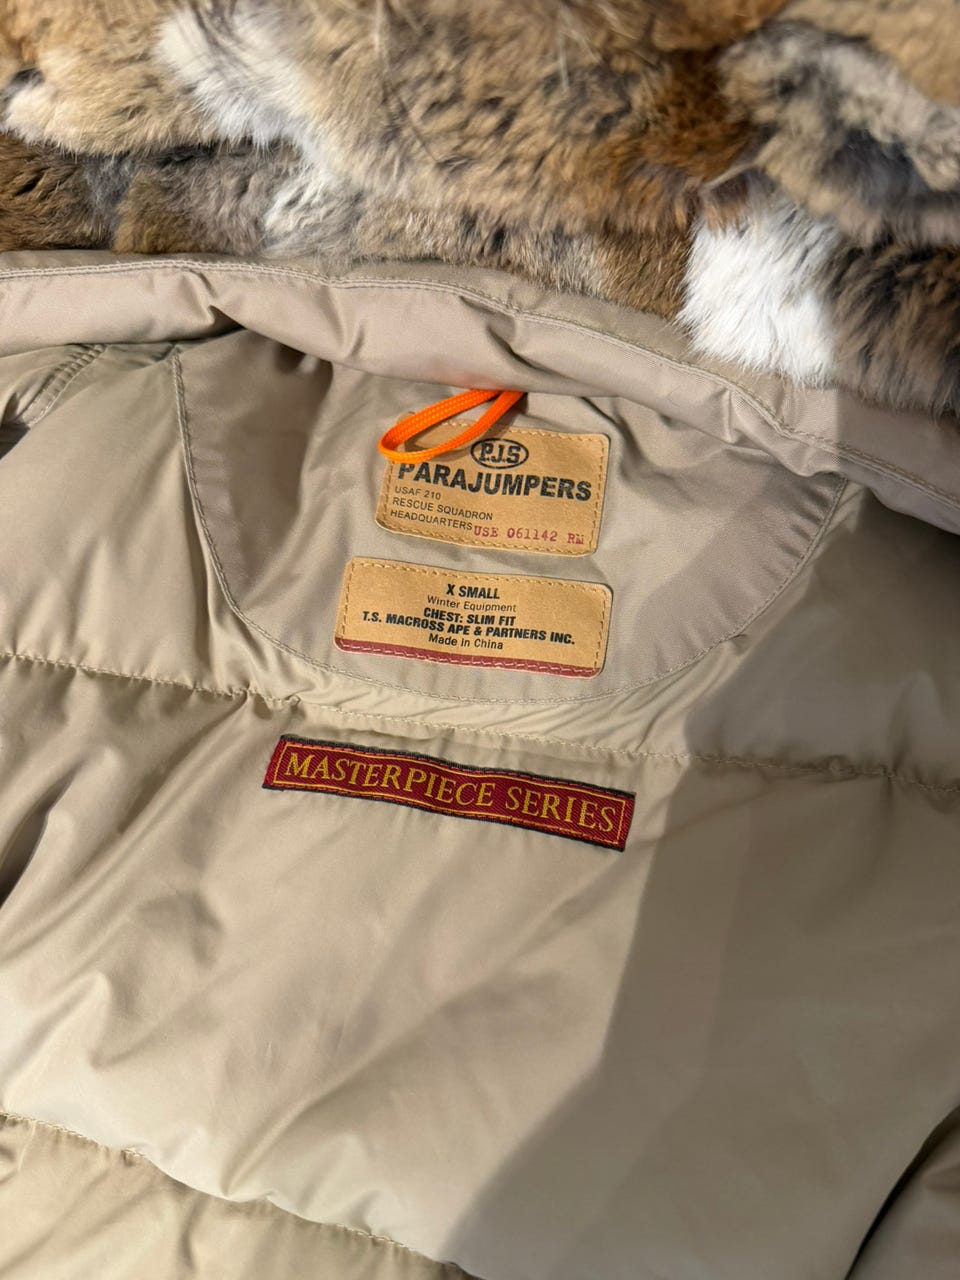 P.J.S
PARAJUMPERS
USAF 210
RESCUE SQUADRON
HEADQUARTERS USE 061142 RM
X SMALL
Winter Equipment
CHEST: SLIM FIT
T.S. MACROSS APE & PARTNERS INC.
Made in China
MASTERPIECE SERIES